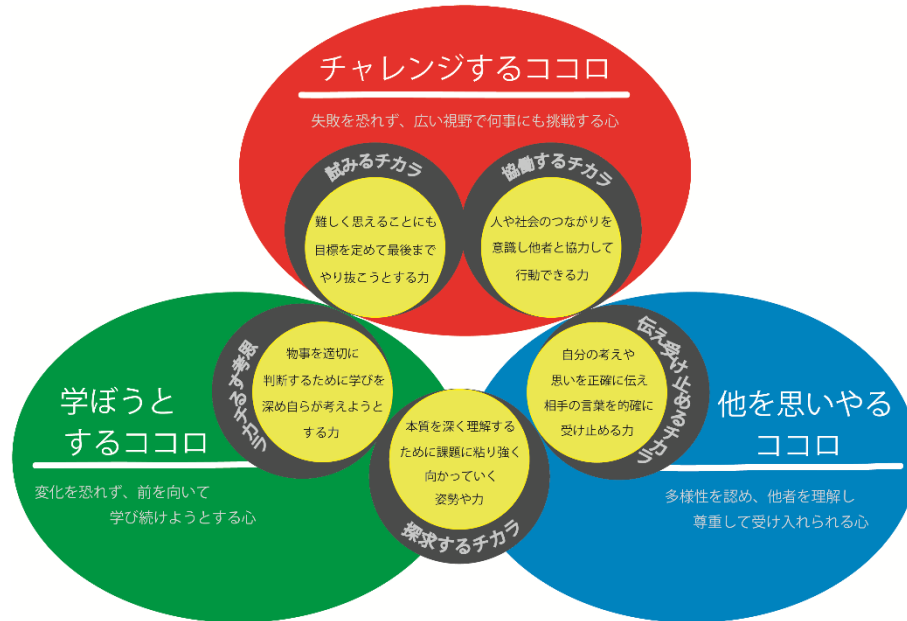 チャレンジするココロ
失敗を恐れず、広い視野で何事にも挑戦する心
試みるチカラ
難しく思えることにも
目標を定めて最後まで
やり抜こうとする力
協働するチカラ
人や社会のつながりを
意識し他者と協力して
行動できる力
学ぼうと
するココロ
変化を恐れず、前を向いて
学び続けようとする心
思考するチカラ
物事を適切に
判断するために学びを
深め自らが考えようと
する力
本質を深く理解する
ために課題に粘り強く
向かっていく
姿勢や力
探求するチカラ
伝え受け止めるチカラ
自分の考えや
思いを正確に伝え
相手の言葉を的確に
受け止める力
他を思いやる
ココロ
多様性を認め、他者を理解し
尊重して受け入れられる心